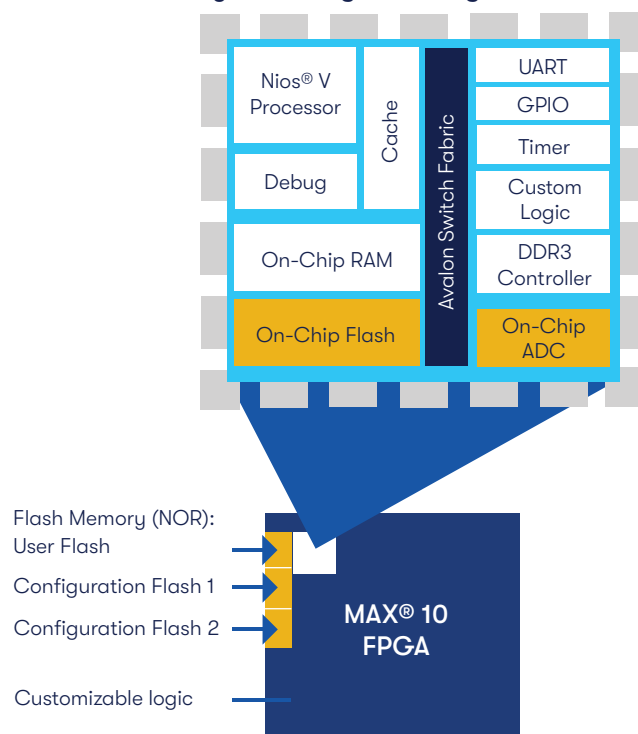 Nios® V
Processor
Cache
Debug
On-Chip RAM
On-Chip Flash
Avalon Switch Fabric
UART
GPIO
Timer
Custom
Logic
DDR3
Controller
On-Chip
ADC
Flash Memory (NOR):
User Flash
Configuration Flash 1
Configuration Flash 2
Customizable logic
MAX® 10
FPGA